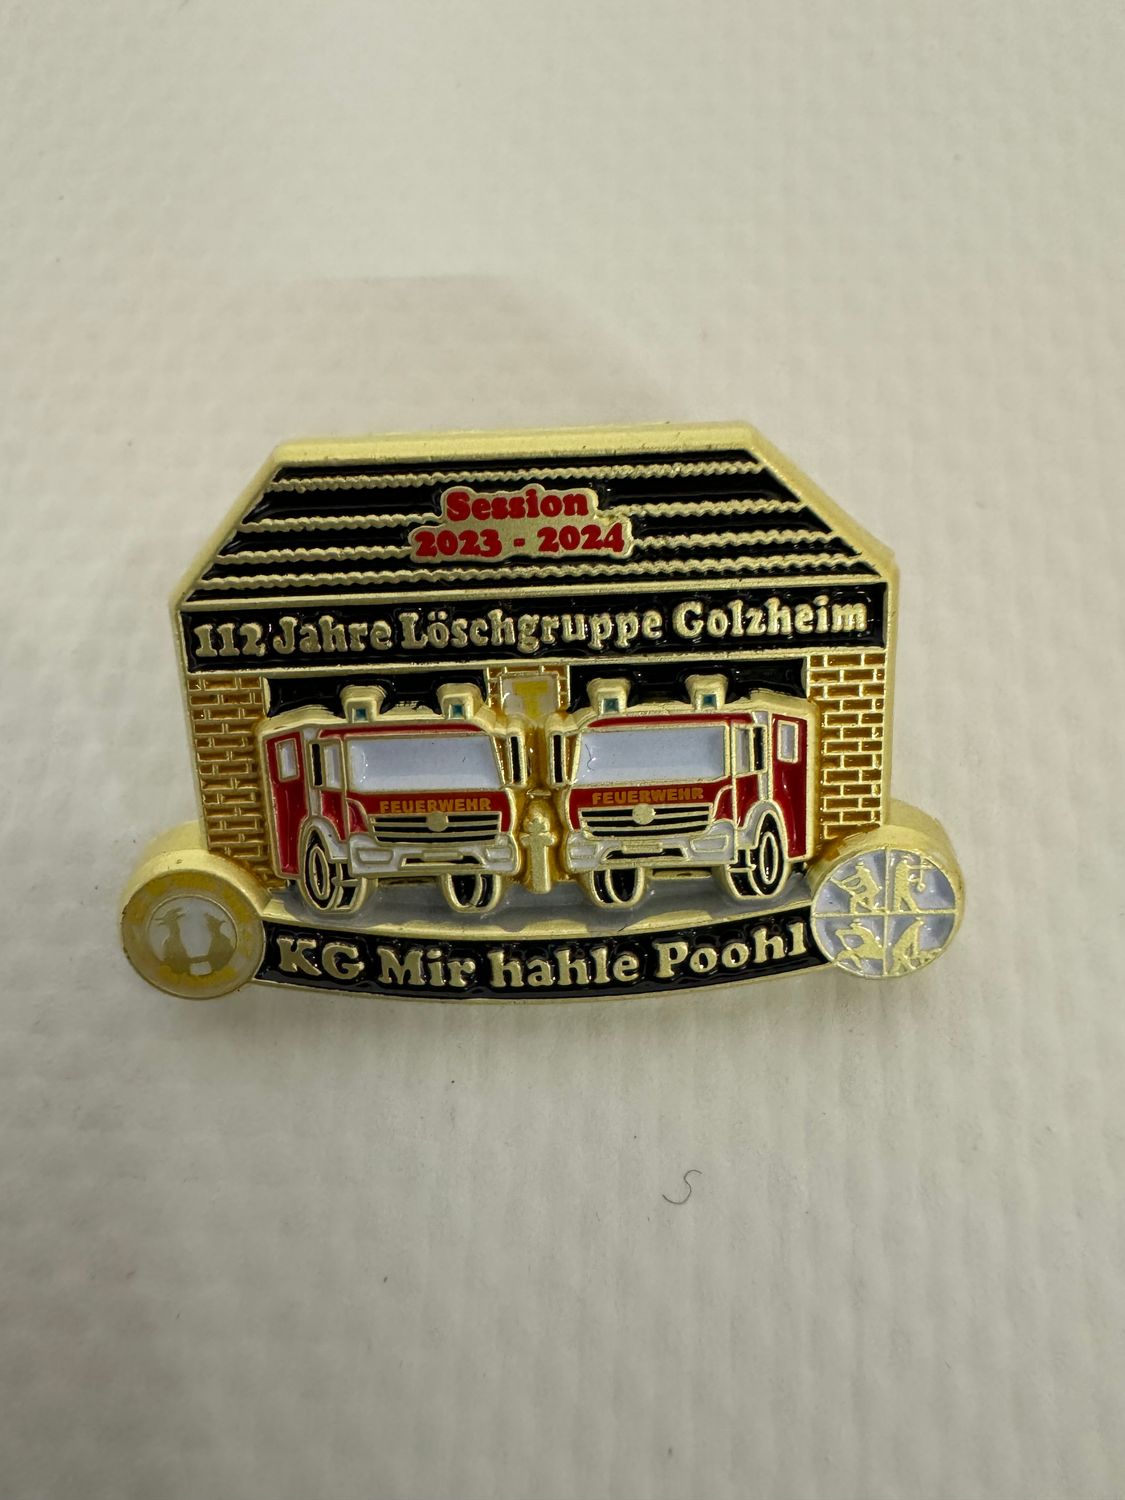 Session
2023 - 2024
112 Jahre Löschgruppe Golzheim
FEUERWEHR
FEUERWEHR
KG Mir hahle Poohl